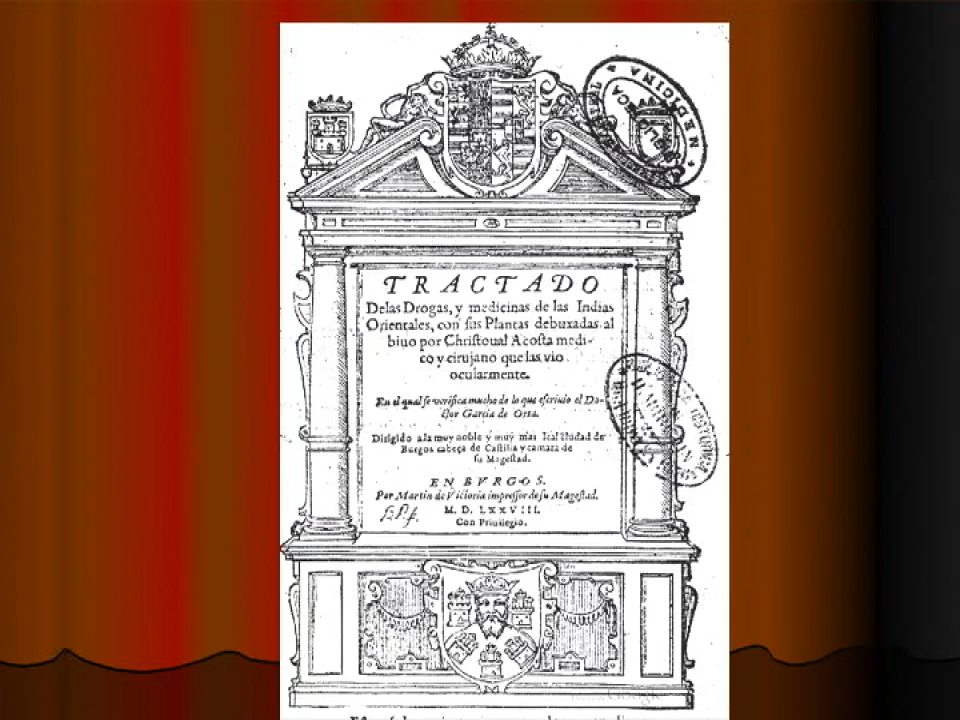 TRACTADO
Delas Drogas, y medicinas de las Indias
Orientales, con sus Plantas debuxadas al
biuo por Christoual Acosta medi-
co y cirujano que las vio
ocularmente.
En el qual se verifica mucho de lo que escriuio el Do-
ctor Garcia de Orta.
Dirigido a la muy noble y muy mas leal ciudad de
Burgos cabeça de Castilla y camara de
su Magestad.
EN BVRGOS.
Por Martin de Victoria impressor de su Magestad.
M. D. LXXVIII.
Con Priuilegio.
MEDICINA
BIBLIOTECA
Google